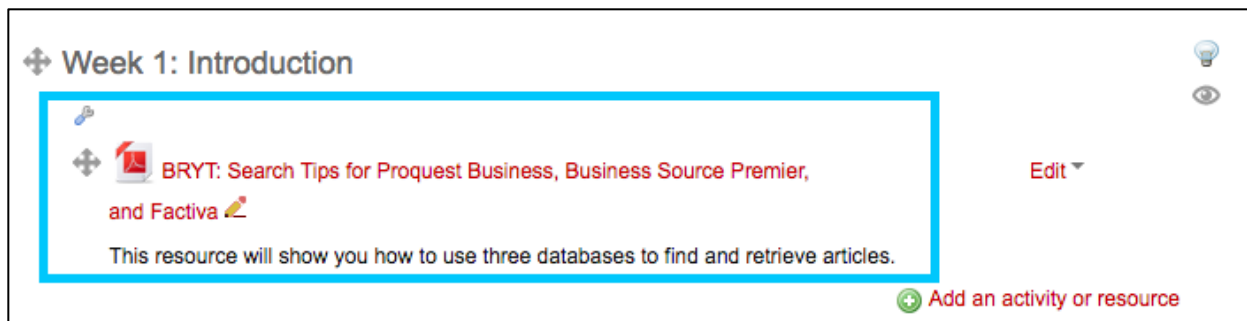 Week 1: Introduction
BRYT: Search Tips for Proquest Business, Business Source Premier,
and Factiva
Edit
This resource will show you how to use three databases to find and retrieve articles.
Add an activity or resource